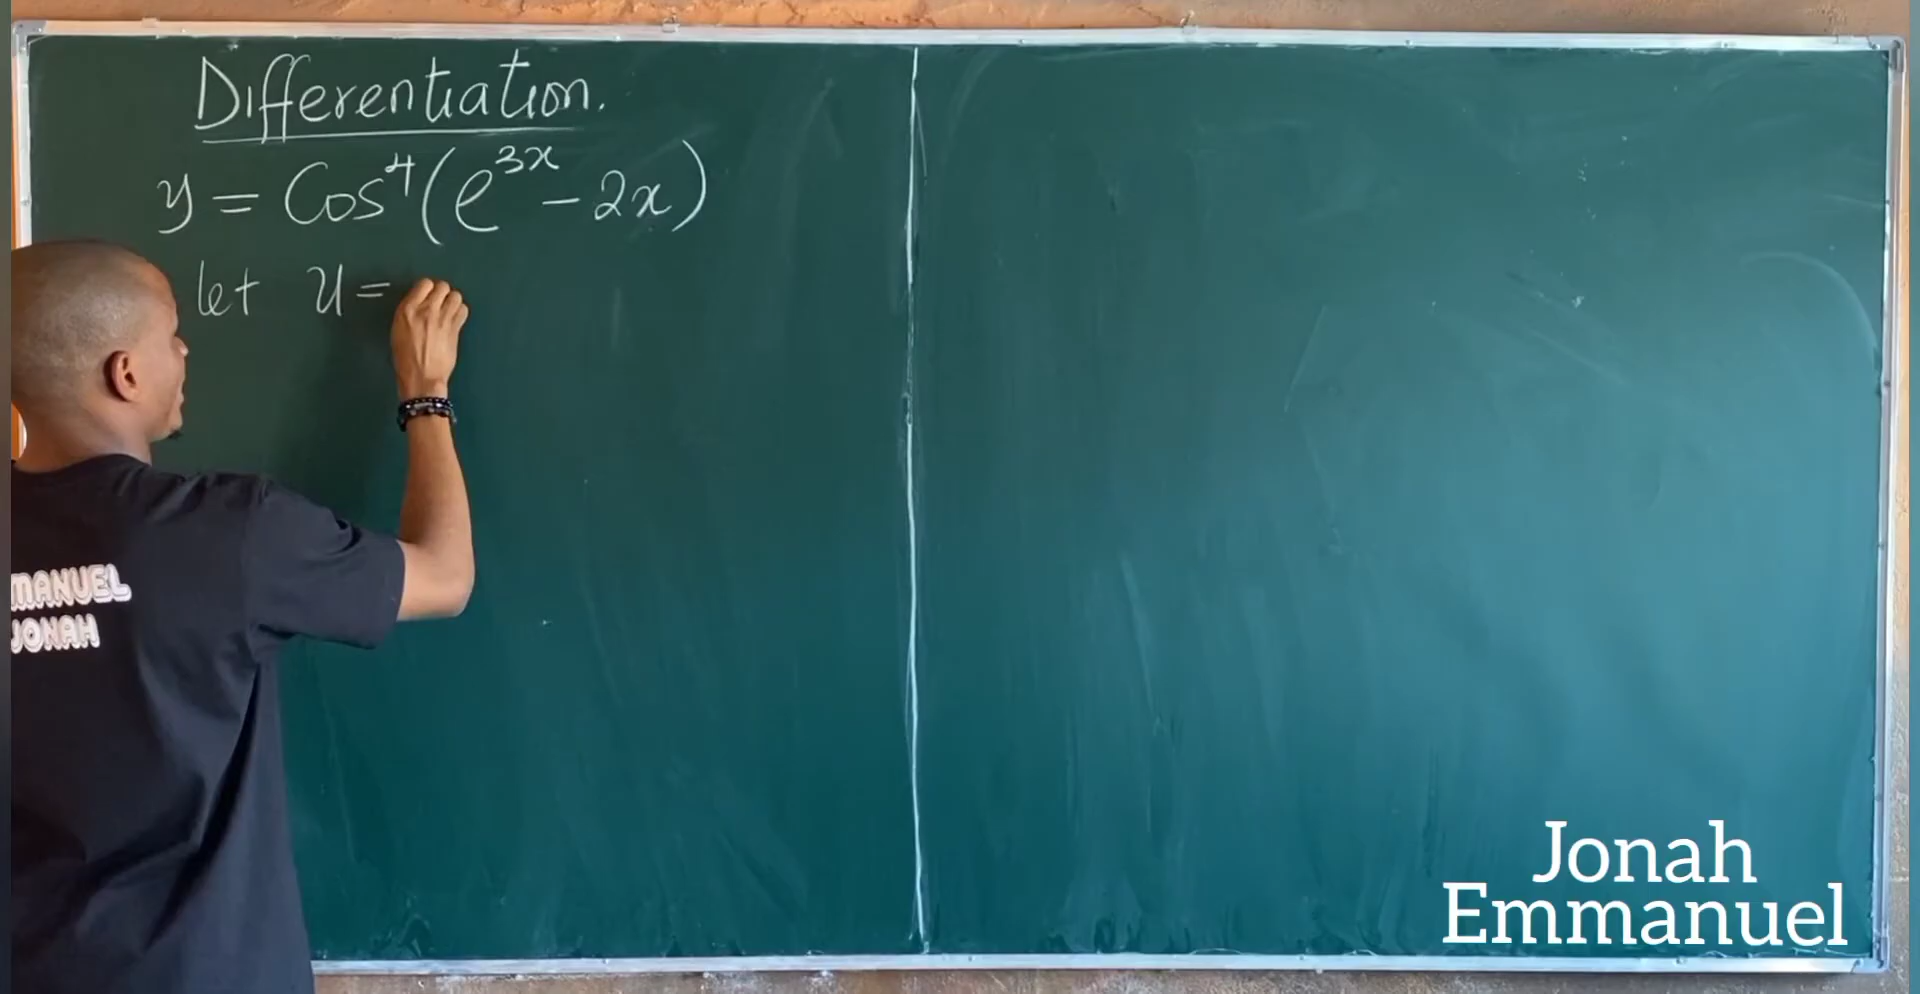 Differentiation.
y = Cos⁴(e³ˣ - 2x)
let u =
MANUEL
JONAH
Jonah
Emmanuel